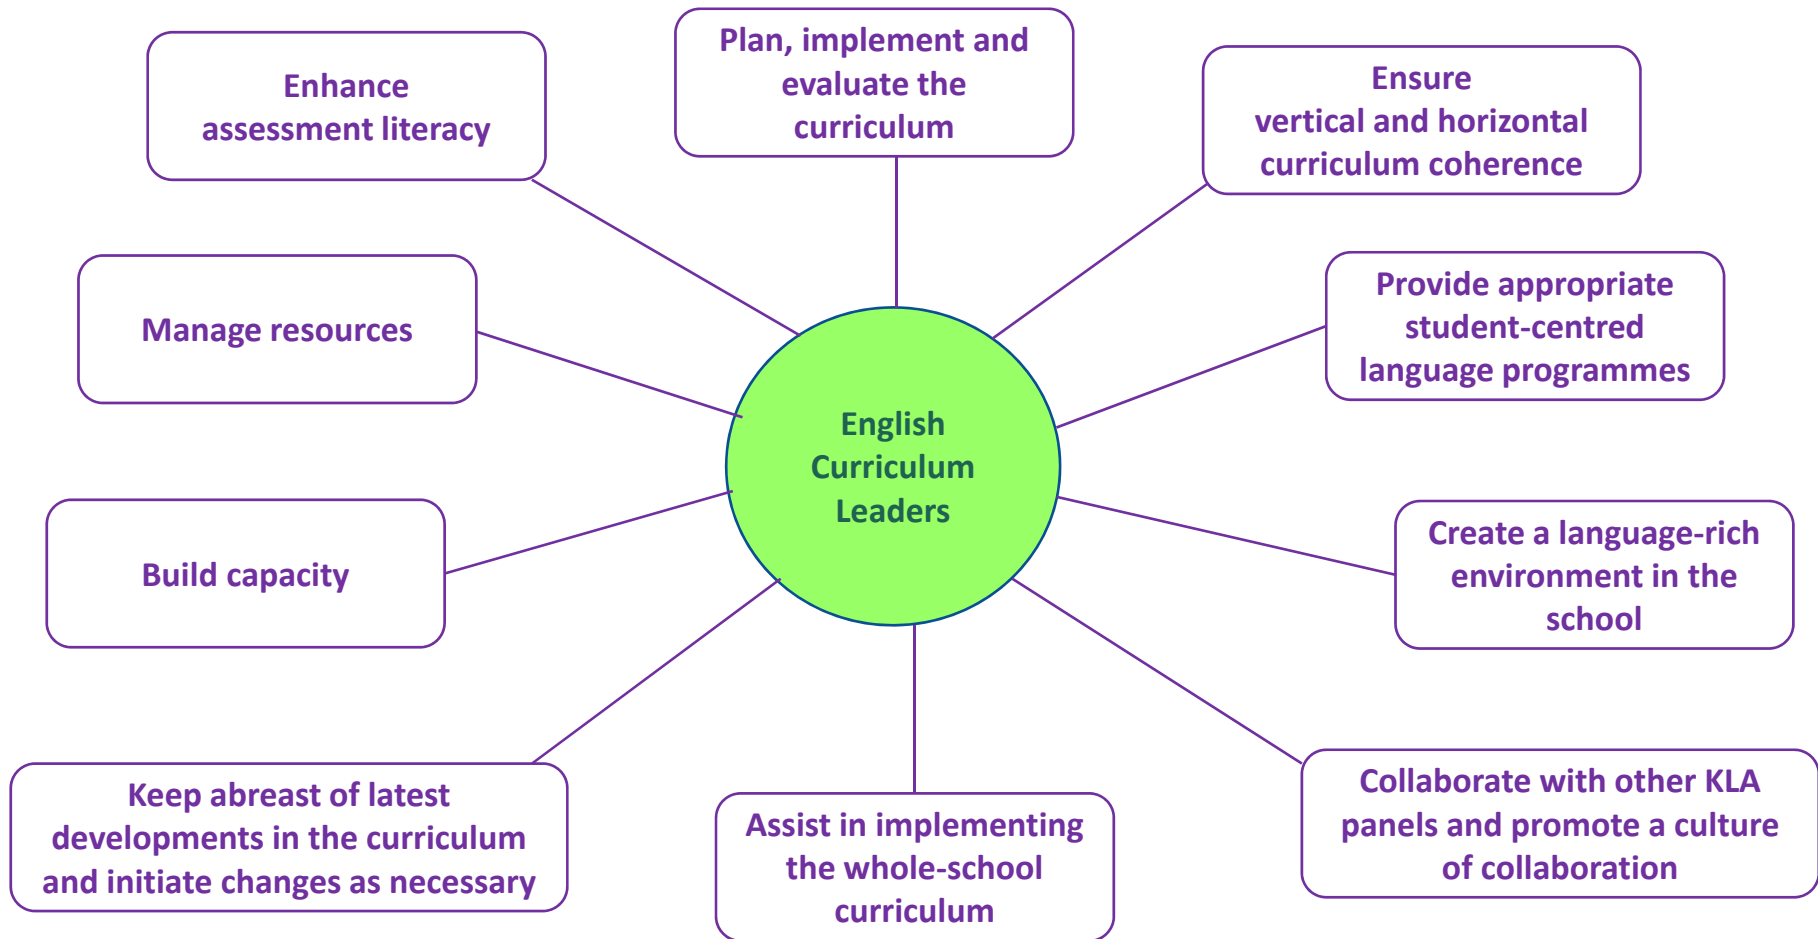 Plan, implement and
evaluate the
curriculum
Enhance
assessment literacy
Ensure
vertical and horizontal
curriculum coherence
Manage resources
Provide appropriate
student-centred
language programmes
English
Curriculum
Leaders
Build capacity
Create a language-rich
environment in the
school
Keep abreast of latest
developments in the curriculum
and initiate changes as necessary
Assist in implementing
the whole-school
curriculum
Collaborate with other KLA
panels and promote a culture
of collaboration